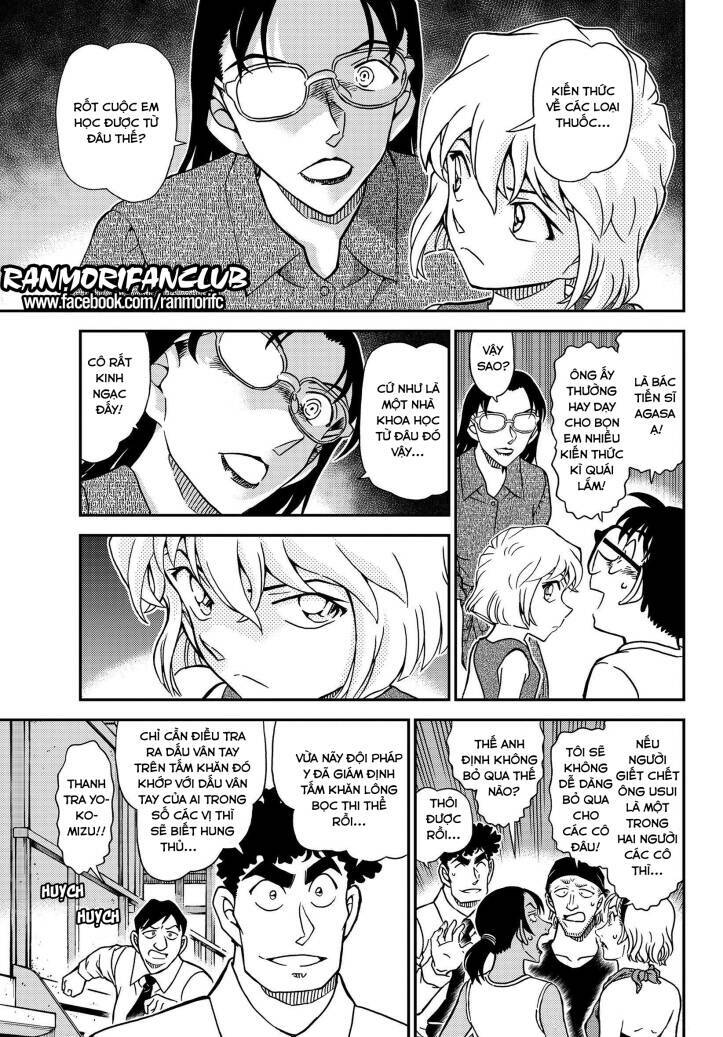 KIẾN THỨC
VỀ CÁC LOẠI
THUỐC...
RỐT CUỘC EM
HỌC ĐƯỢC TỪ
ĐÂU THẾ?
RANMORIFANCLUB
www.facebook.com/ranmorifc
LÀ BÁC
TIẾN SĨ
AGASA
Ạ!
ÔNG ẤY
THƯỜNG
HAY DẠY
CHO BỌN
EM NHIỀU
KIẾN THỨC
KÌ QUÁI
LẮM!
VẬY
SAO?
CỨ NHƯ LÀ
MỘT NHÀ
KHOA HỌC
TỪ ĐÂU ĐÓ
VẬY...
CÔ RẤT
KINH
NGẠC
ĐẤY!
NẾU
NGƯỜI
GIẾT CHẾT
ÔNG USUI
LÀ MỘT
TRONG
HAI NGƯỜI
CÁC CÔ
THÌ...
TÔI SẼ
KHÔNG
DỄ DÀNG
BỎ QUA
CHO
CÁC CÔ
ĐÂU!
THẾ ANH
ĐỊNH KHÔNG
BỎ QUA THẾ
NÀO?
THÔI
ĐƯỢC
RỒI...
VỪA NÃY ĐỘI PHÁP
Y ĐÃ GIÁM ĐỊNH
TẤM KHĂN LÔNG
BỌC THI THỂ
RỒI...
CHỈ CẦN ĐIỀU TRA
RA DẤU VÂN TAY
TRÊN TẤM KHĂN ĐÓ
KHỚP VỚI DẤU VÂN
TAY CỦA AI TRONG
SỐ CÁC VỊ THÌ
SẼ BIẾT HUNG
THỦ...
THANH
TRA YO-
KO-
MIZU!!
HUỴCH
HUỴCH